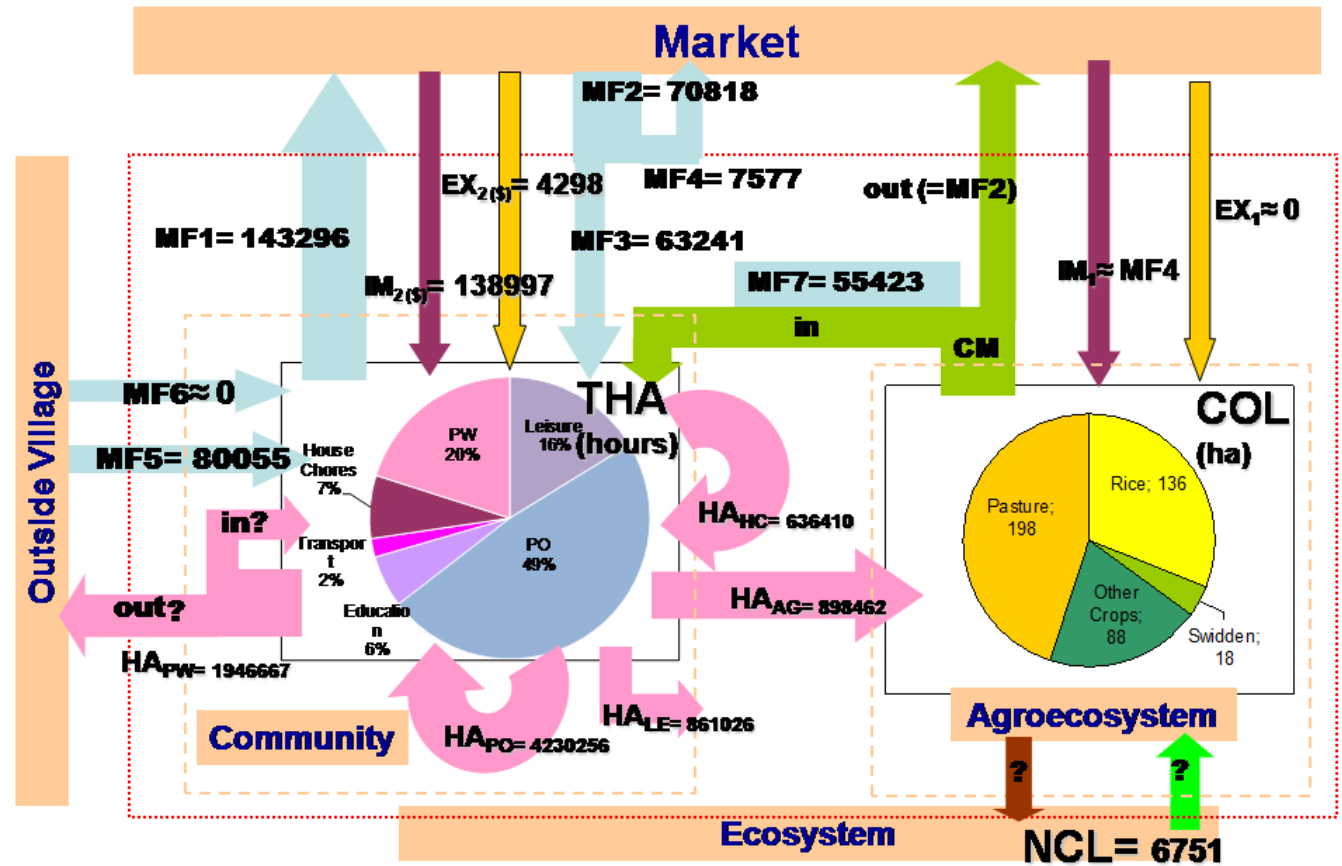 Market
MF2= 70818
EX2($)= 4298
MF4= 7577
out (=MF2)
EX1≈ 0
MF1= 143296
MF3= 63241
IM2($)= 138997
MF7= 55423
IM1≈ MF4
in
CM
Outside Village
MF6≈ 0
MF5= 80055
THA
(hours)
COL
(ha)
PW
20%
Leisure
16%
House
Chores
7%
PO
49%
Transpor
t
2%
Educatio
n
6%
in?
out?
HAPW= 1946667
HAHC= 636410
HAAG= 898462
HALE= 861026
HAPO= 4230256
Community
Pasture;
198
Rice; 136
Other
Crops;
88
Swidden;
18
Agroecosystem
?
?
Ecosystem
NCL= 6751